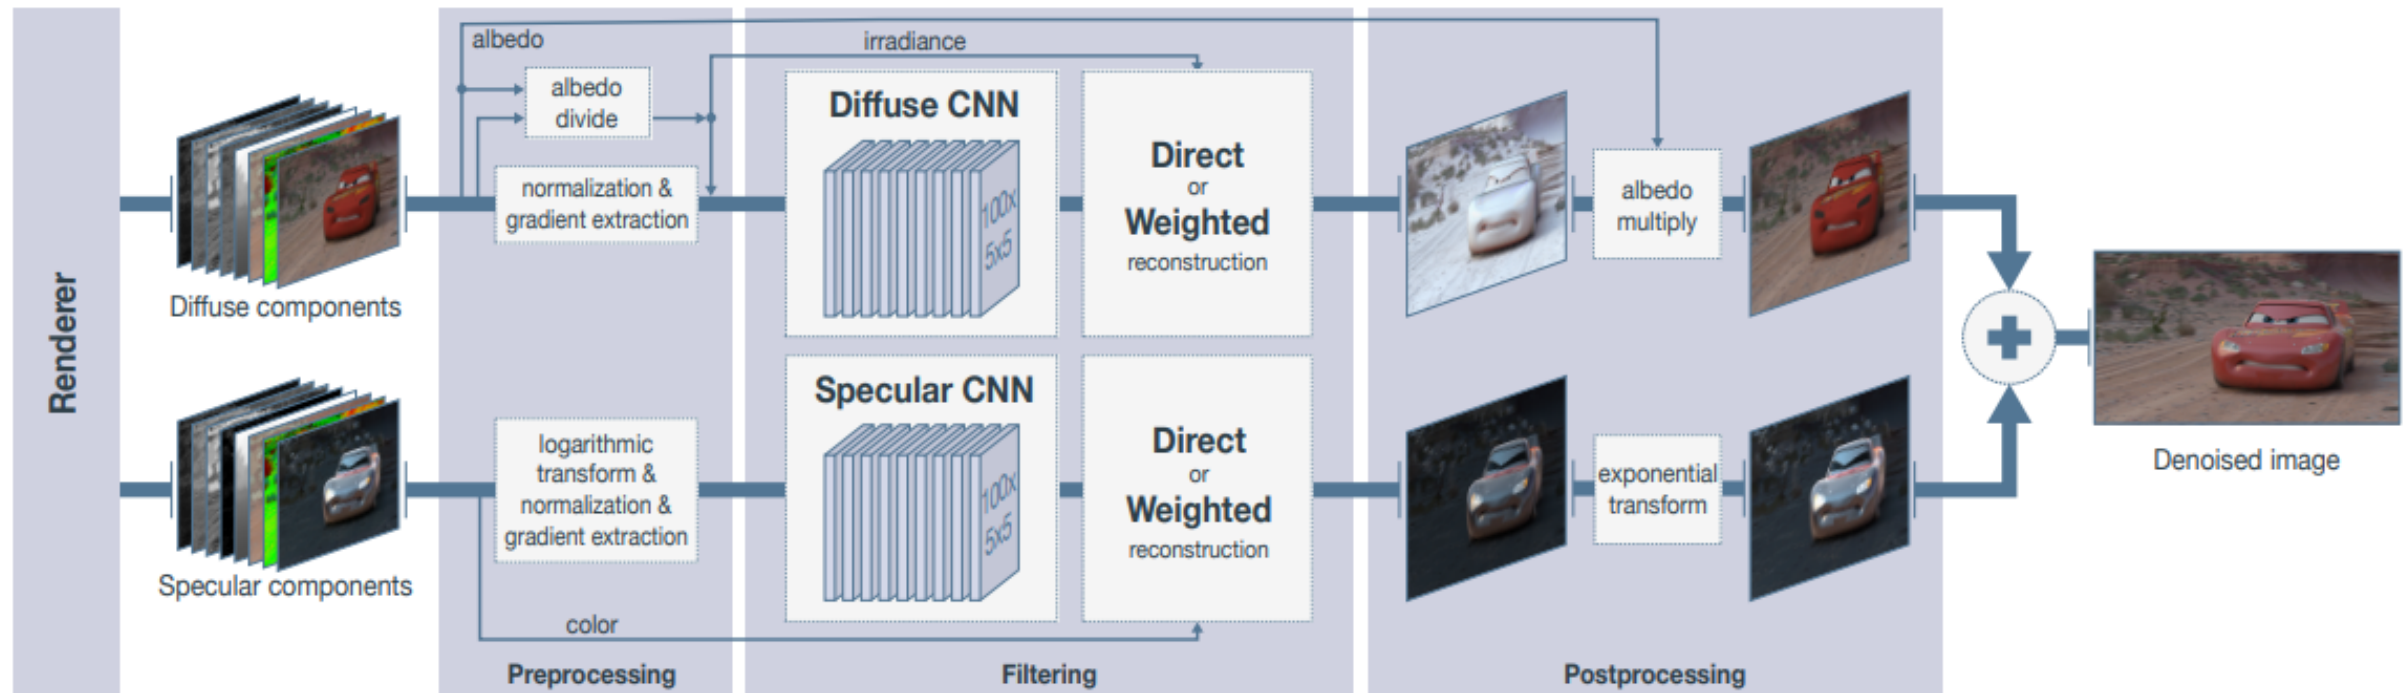 Renderer
Diffuse components
Specular components
albedo
albedo
divide
normalization &
gradient extraction
logarithmic
transform &
normalization &
gradient extraction
color
Preprocessing
irradiance
Diffuse CNN
100x
5x5
Direct
or
Weighted
reconstruction
Specular CNN
100x
5x5
Direct
or
Weighted
reconstruction
Filtering
albedo
multiply
exponential
transform
Postprocessing
Denoised image